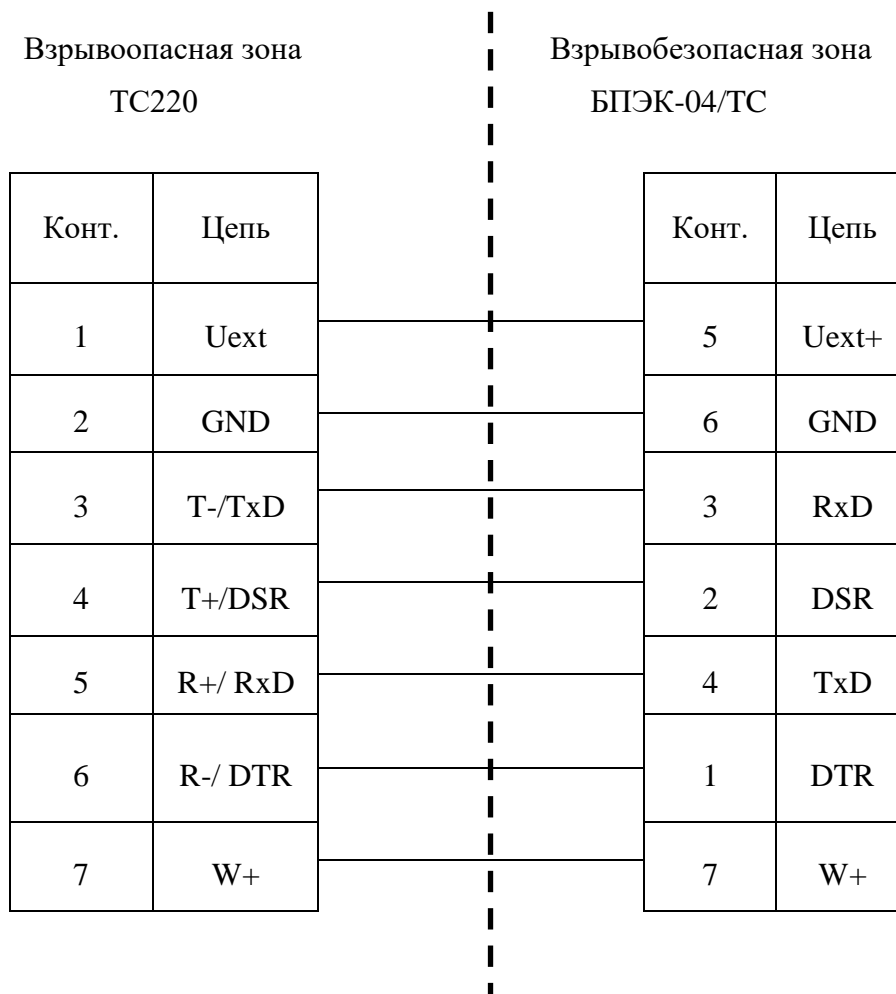 Взрывоопасная зона
ТС220
Взрывобезопасная зона
БПЭК-04/ТС
Конт. Цепь Конт. Цепь
1 Uext 5 Uext+
2 GND 6 GND
3 T-/TxD 3 RxD
4 T+/DSR 2 DSR
5 R+/ RxD 4 TxD
6 R-/ DTR 1 DTR
7 W+ 7 W+